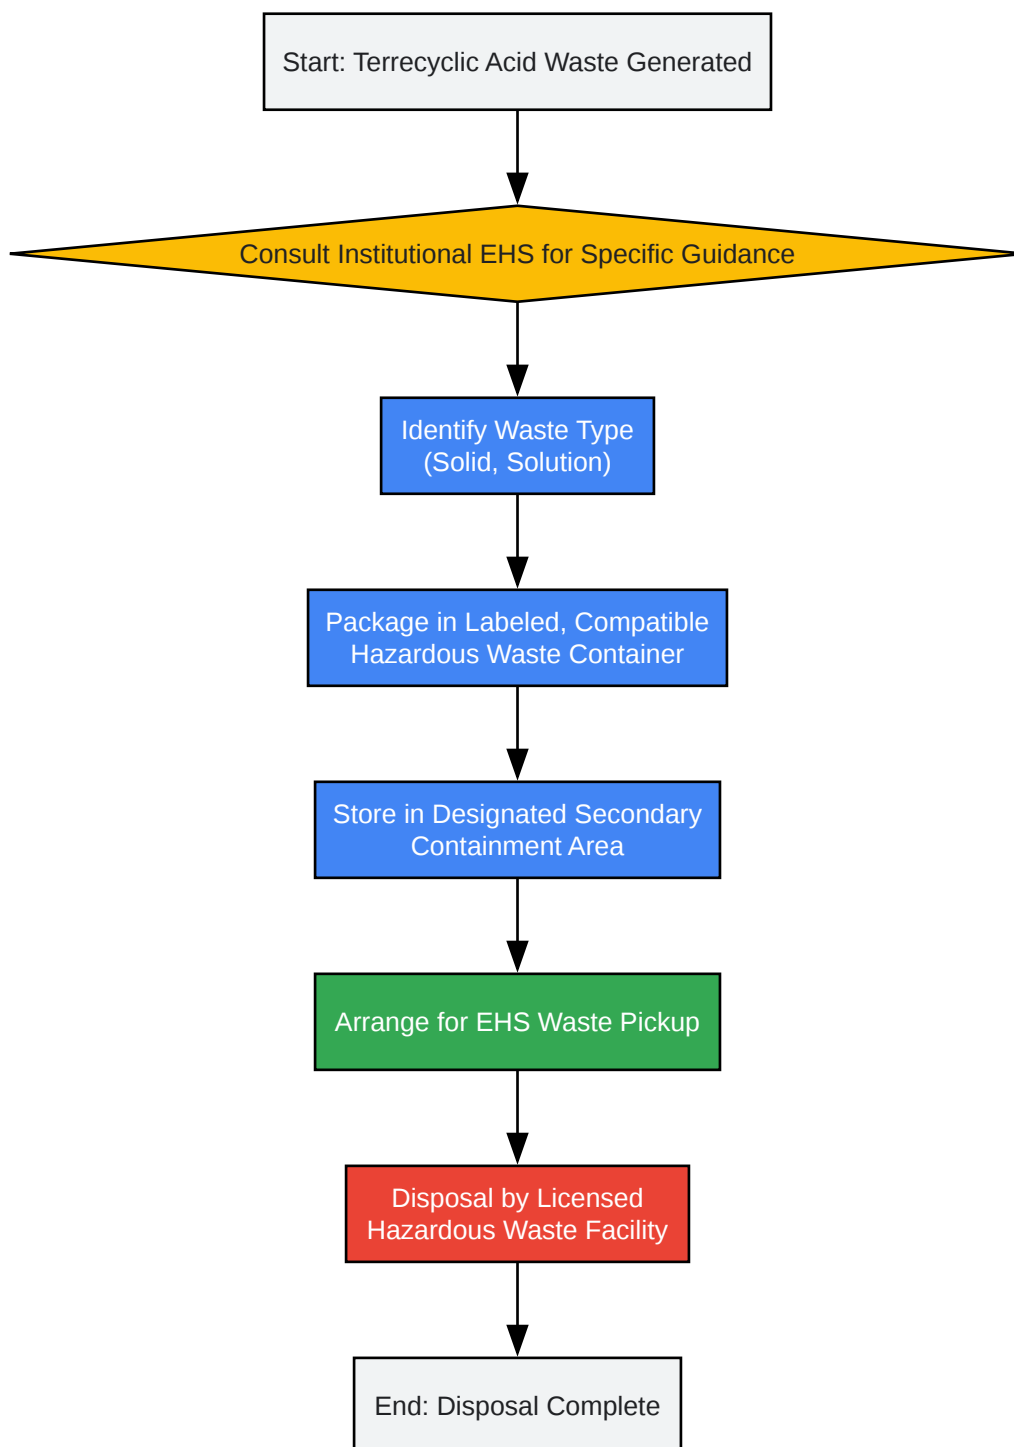 Start: Terrecyclic Acid Waste Generated
Consult Institutional EHS for Specific Guidance
Identify Waste Type
(Solid, Solution)
Package in Labeled, Compatible
Hazardous Waste Container
Store in Designated Secondary
Containment Area
Arrange for EHS Waste Pickup
Disposal by Licensed
Hazardous Waste Facility
End: Disposal Complete